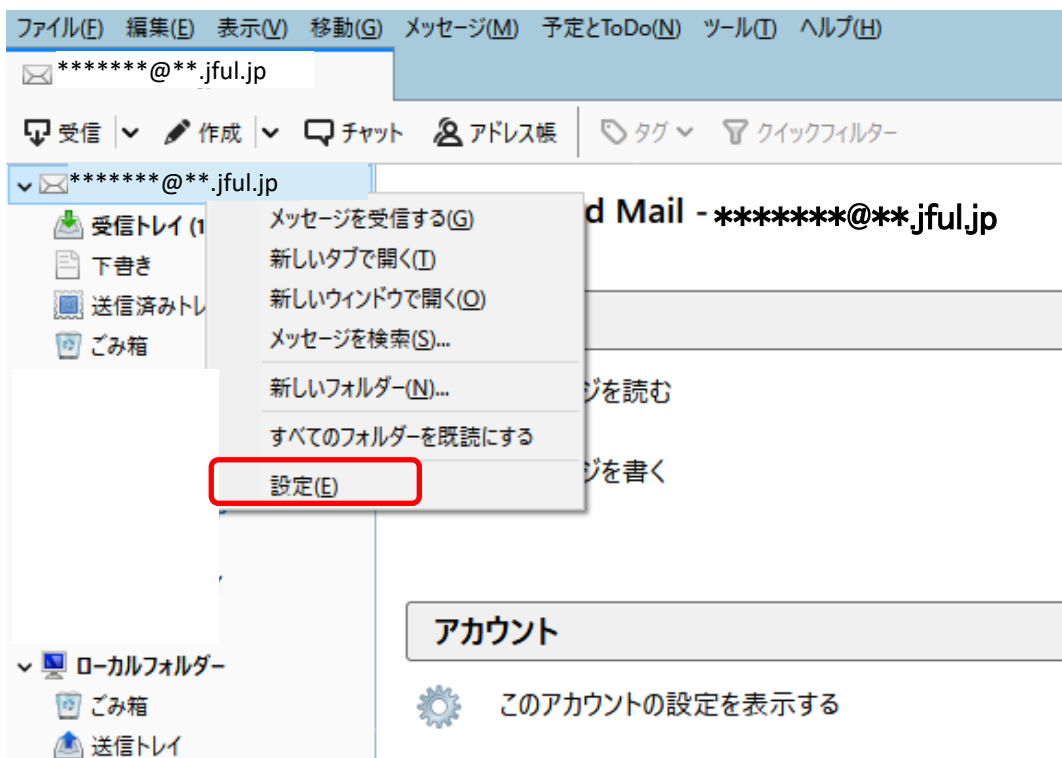 ファイル(F) 編集(E) 表示(V) 移動(G) メッセージ(M) 予定とToDo(N) ツール(T) ヘルプ(H)
*******@**.jful.jp
受信 作成 チャット アドレス帳 タグ クイックフィルター
*******@**.jful.jp
受信トレイ (1
下書き
送信済みトレ
ごみ箱
メッセージを受信する(G)
新しいタブで開く(T)
新しいウィンドウで開く(O)
メッセージを検索(S)...
新しいフォルダー(N)...
すべてのフォルダーを既読にする
設定(E)
d Mail - *******@**.jful.jp
ジを読む
ジを書く
アカウント
このアカウントの設定を表示する
ローカルフォルダー
ごみ箱
送信トレイ